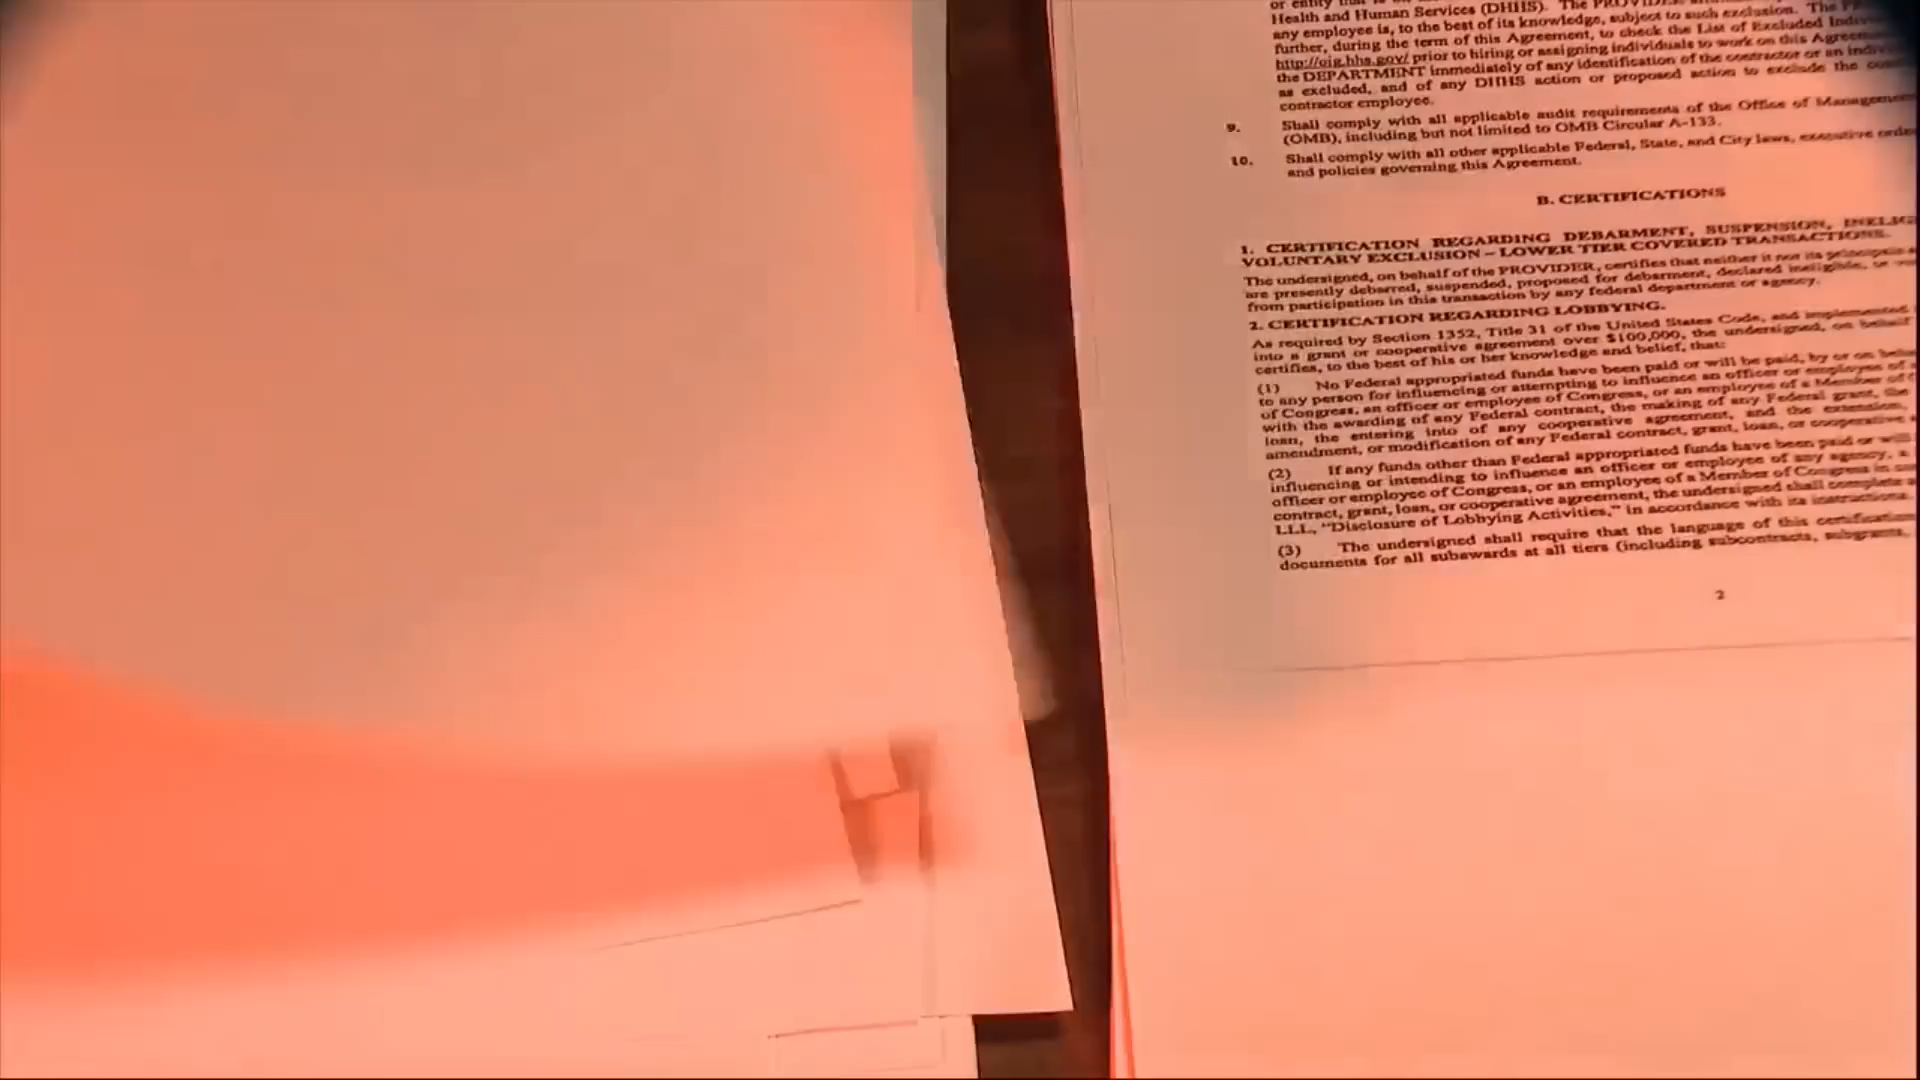 or entity that is
Health and Human Services (DHHS). The PROVIDER
any employee is, to the best of its knowledge, subject to such exclusion. The
further, during the term of this Agreement, to check the List of Excluded
http://oig.hhs.gov/ prior to hiring or assigning individuals to work on this
the DEPARTMENT immediately of any identification of the contractor or an
as excluded, and of any DHHS action or proposed action to exclude the
contractor employee.
9. Shall comply with all applicable audit requirements of the Office of
(OMB), including but not limited to OMB Circular A-133.
10. Shall comply with all other applicable Federal, State, and City laws, executive
and policies governing this Agreement.
B. CERTIFICATIONS
1. CERTIFICATION REGARDING DEBARMENT, SUSPENSION,
VOLUNTARY EXCLUSION – LOWER TIER COVERED TRANSACTIONS.
The undersigned, on behalf of the PROVIDER, certifies that neither it nor its principals
are presently debarred, suspended, proposed for debarment, declared ineligible, or
from participation in this transaction by any federal department or agency.
2. CERTIFICATION REGARDING LOBBYING.
As required by Section 1352, Title 31 of the United States Code, and implemented
into a grant or cooperative agreement over $100,000, the undersigned, on behalf
certifies, to the best of his or her knowledge and belief, that:
(1) No Federal appropriated funds have been paid or will be paid, by or on
to any person for influencing or attempting to influence an officer or employee of
of Congress, an officer or employee of Congress, or an employee of a Member of
with the awarding of any Federal contract, the making of any Federal grant, the
loan, the entering into of any cooperative agreement, and the extension,
amendment, or modification of any Federal contract, grant, loan, or cooperative
(2) If any funds other than Federal appropriated funds have been paid or will
influencing or intending to influence an officer or employee of any agency, a
officer or employee of Congress, or an employee of a Member of Congress in
contract, grant, loan, or cooperative agreement, the undersigned shall complete
LLL, “Disclosure of Lobbying Activities,” in accordance with its instructions.
(3) The undersigned shall require that the language of this certification
documents for all subawards at all tiers (including subcontracts, subgrants,
2